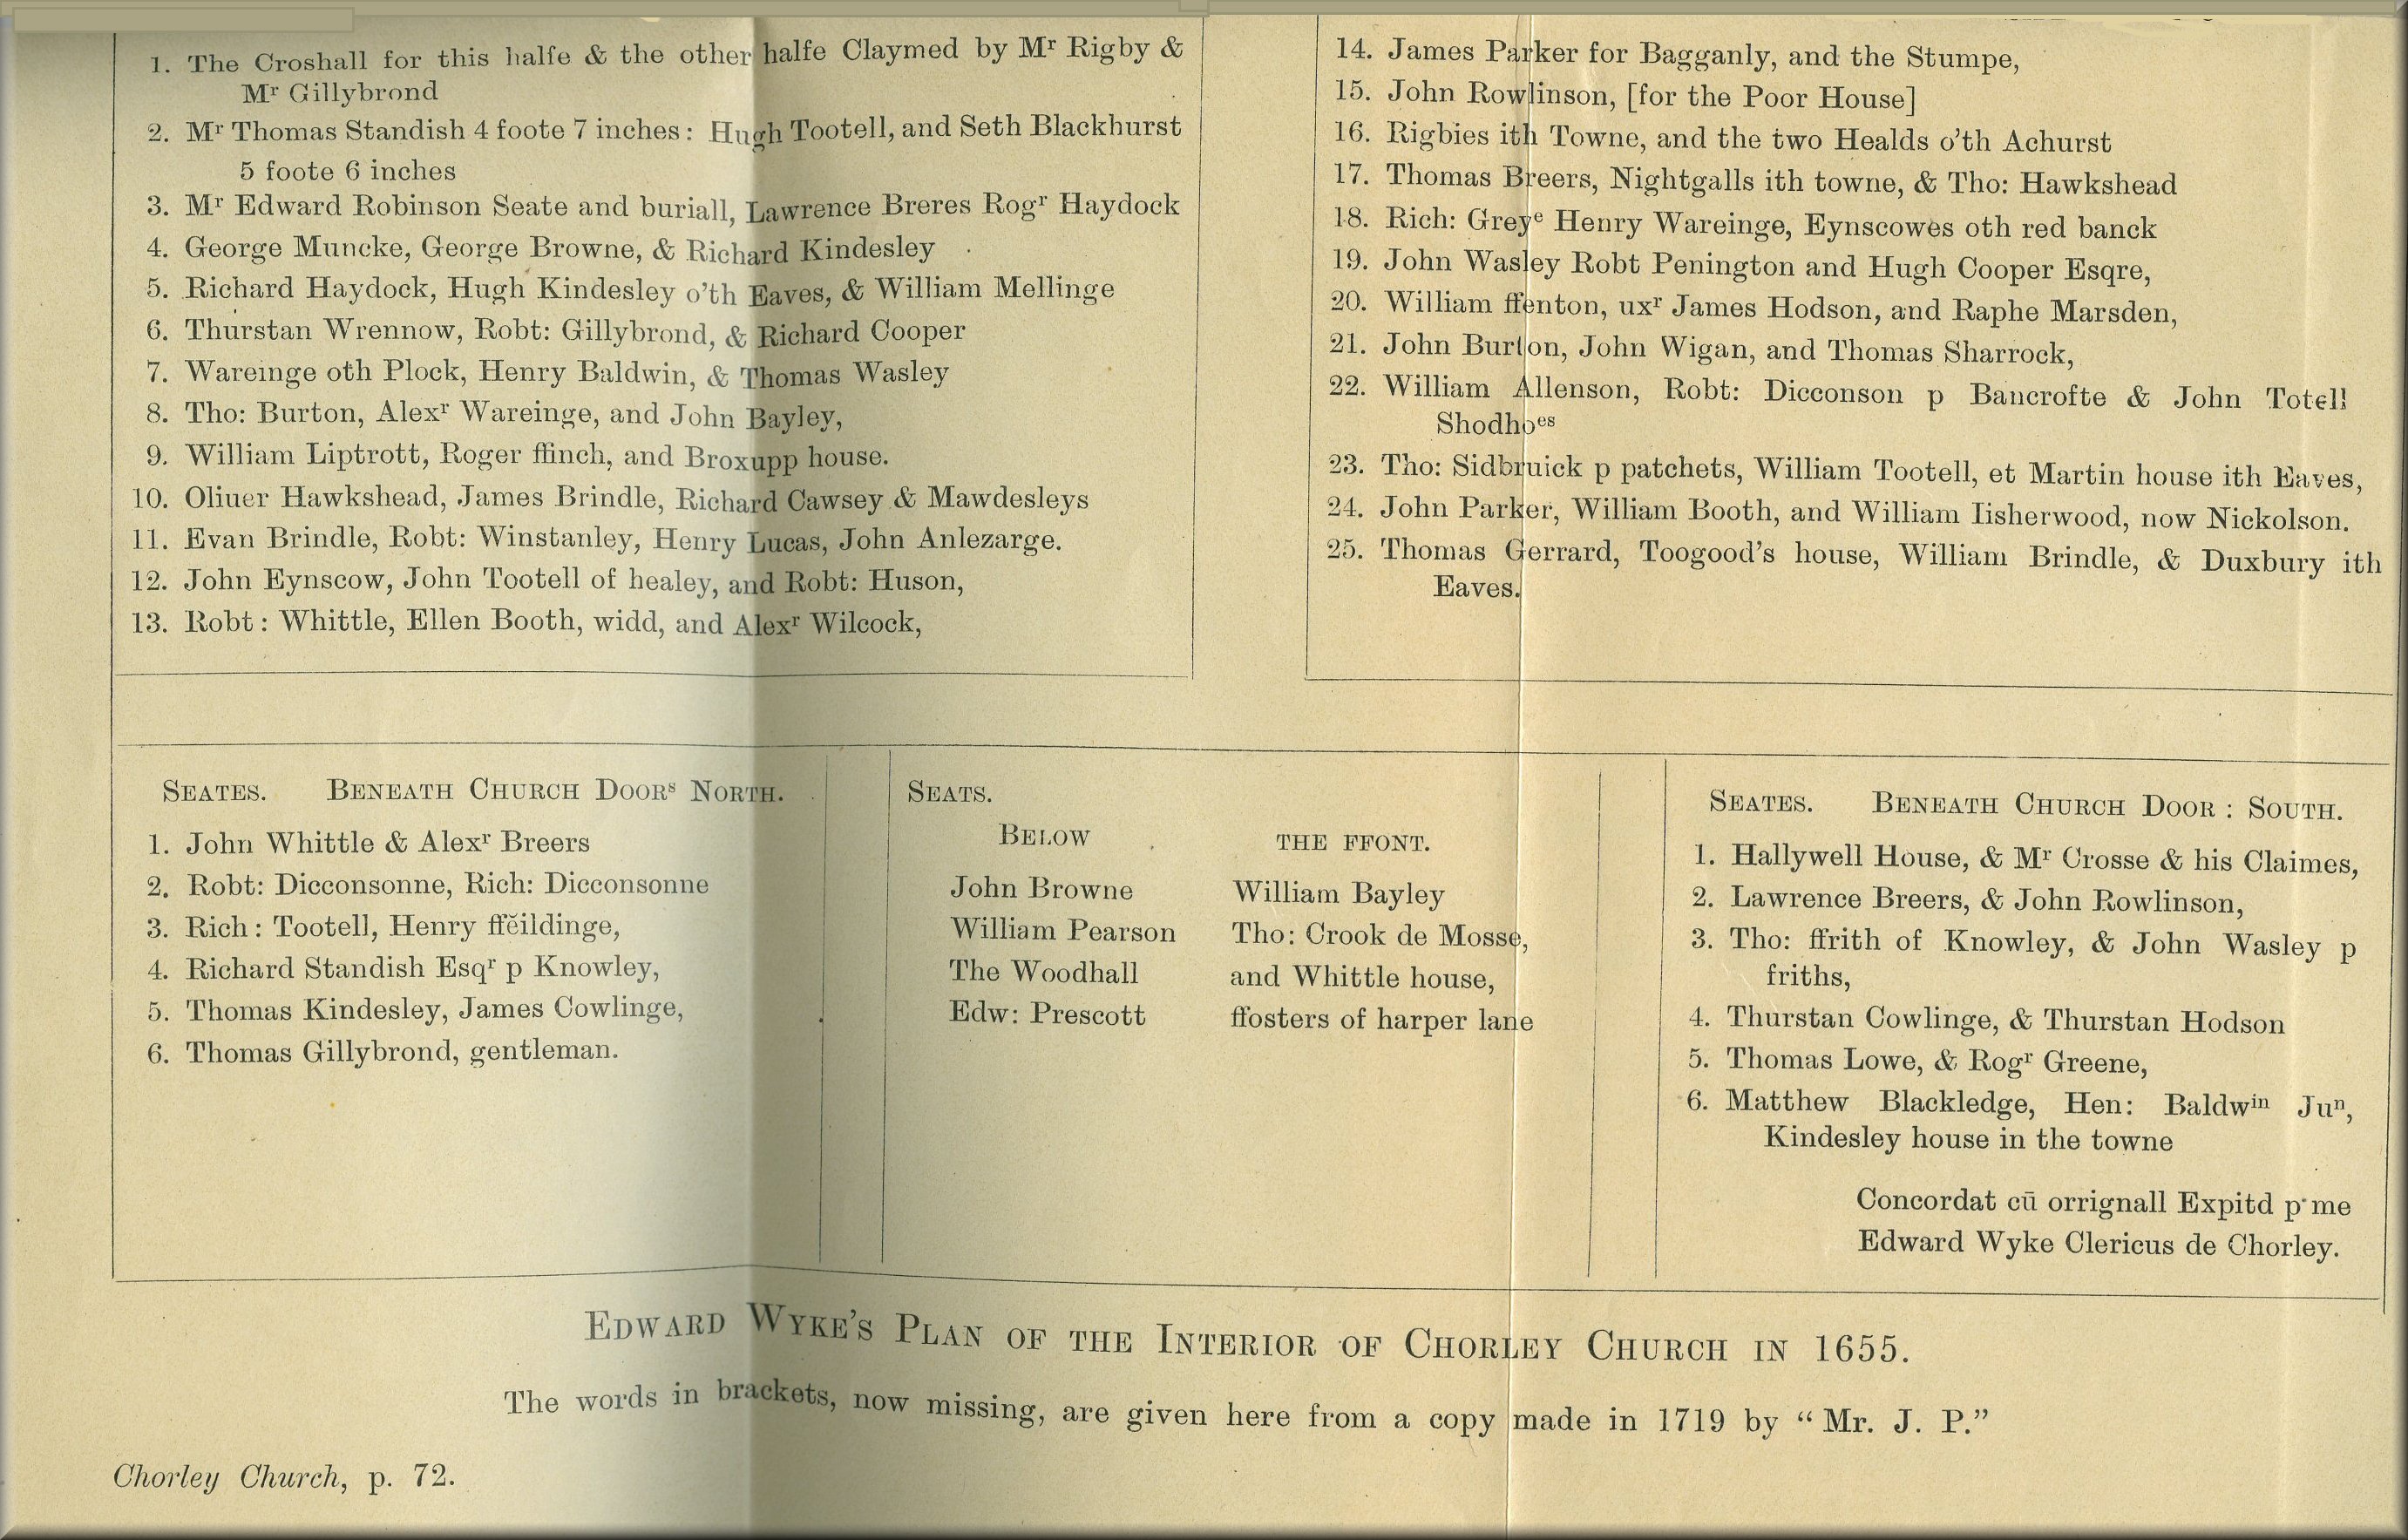 1. The Croshall for this halfe & the other halfe Claymed by Mʳ Rigby &
Mʳ Gillybrond
2. Mʳ Thomas Standish 4 foote 7 inches: Hugh Tootell, and Seth Blackhurst
5 foote 6 inches
3. Mʳ Edward Robinson Seate and buriall, Lawrence Breres Rogʳ Haydock
4. George Muncke, George Browne, & Richard Kindesley
5. Richard Haydock, Hugh Kindesley o'th Eaves, & William Mellinge
6. Thurstan Wrennow, Robt: Gillybrond, & Richard Cooper
7. Wareinge oth Plock, Henry Baldwin, & Thomas Wasley
8. Tho: Burton, Alexʳ Wareinge, and John Bayley,
9. William Liptrott, Roger ffinch, and Broxupp house.
10. Oliuer Hawkshead, James Brindle, Richard Cawsey & Mawdesleys
11. Evan Brindle, Robt: Winstanley, Henry Lucas, John Anlezarge.
12. John Eynscow, John Tootell of healey, and Robt: Huson,
13. Robt: Whittle, Ellen Booth, widd, and Alexʳ Wilcock,
14. James Parker for Bagganly, and the Stumpe,
15. John Rowlinson, [for the Poor House]
16. Rigbies ith Towne, and the two Healds o'th Achurst
17. Thomas Breers, Nightgalls ith towne, & Tho: Hawkshead
18. Rich: Greyᵉ Henry Wareinge, Eynscowes oth red banck
19. John Wasley Robt Penington and Hugh Cooper Esqre,
20. William ffenton, uxʳ James Hodson, and Raphe Marsden,
21. John Burton, John Wigan, and Thomas Sharrock,
22. William Allenson, Robt: Dicconson p Bancrofte & John Totell
Shodhoᵉˢ
23. Tho: Sidbruick p patchets, William Tootell, et Martin house ith Eaves,
24. John Parker, William Booth, and William Iisherwood, now Nickolson.
25. Thomas Gerrard, Toogood's house, William Brindle, & Duxbury ith
Eaves.
SEATES. BENEATH CHURCH DOORˢ NORTH.
1. John Whittle & Alexʳ Breers
2. Robt: Dicconsonne, Rich: Dicconsonne
3. Rich: Tootell, Henry ffĕildinge,
4. Richard Standish Esqʳ p Knowley,
5. Thomas Kindesley, James Cowlinge,
6. Thomas Gillybrond, gentleman.
SEATS.
BELOW THE FFONT.
John Browne William Bayley
William Pearson Tho: Crook de Mosse,
The Woodhall and Whittle house,
Edw: Prescott ffosters of harper lane
SEATES. BENEATH CHURCH DOOR: SOUTH.
1. Hallywell House, & Mʳ Crosse & his Claimes,
2. Lawrence Breers, & John Rowlinson,
3. Tho: ffrith of Knowley, & John Wasley p
friths,
4. Thurstan Cowlinge, & Thurstan Hodson
5. Thomas Lowe, & Rogʳ Greene,
6. Matthew Blackledge, Hen: Baldwⁱⁿ Juⁿ,
Kindesley house in the towne
Concordat cū orrignall Expitd p· me
Edward Wyke Clericus de Chorley.
EDWARD WYKE'S PLAN OF THE INTERIOR OF CHORLEY CHURCH IN 1655.
The words in brackets, now missing, are given here from a copy made in 1719 by "Mr. J. P."
Chorley Church, p. 72.